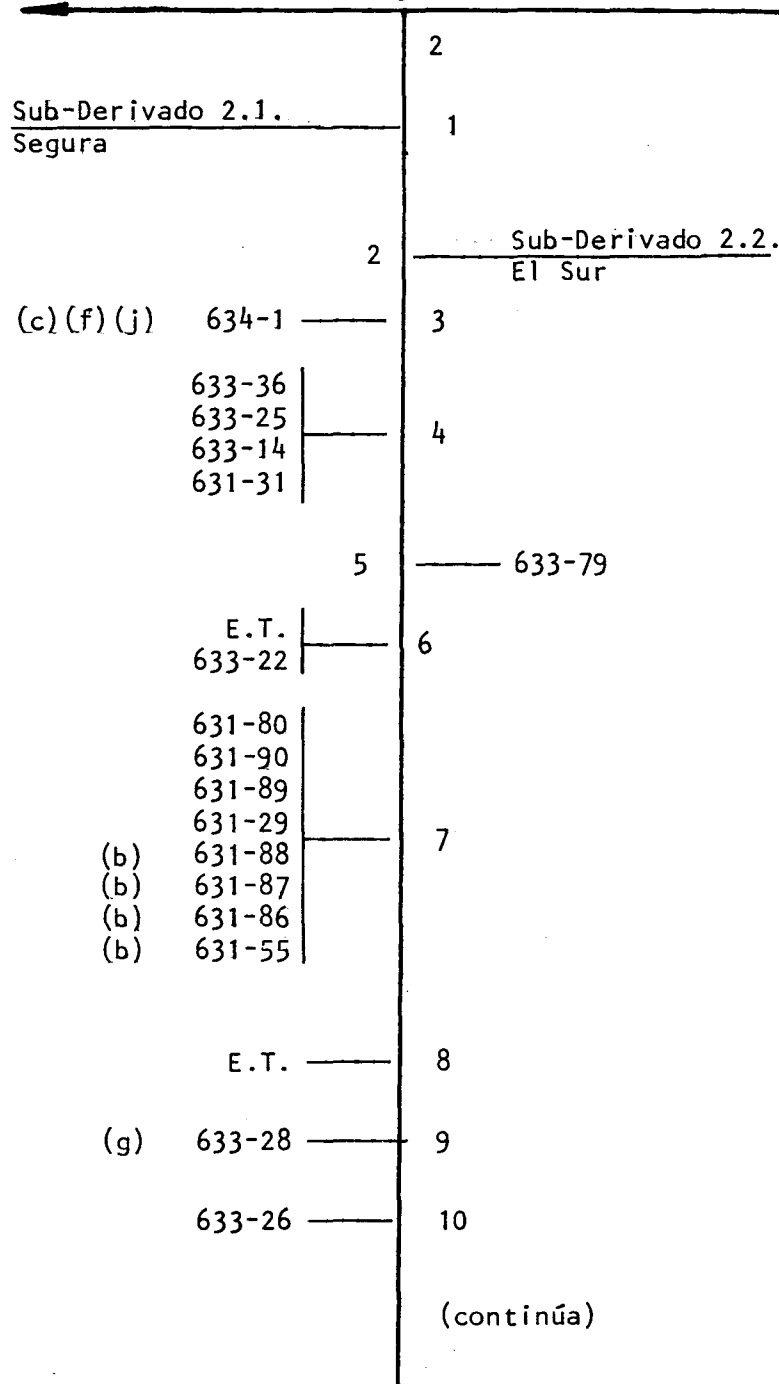 2
Sub-Derivado 2.1.
Segura
1
2
Sub-Derivado 2.2.
El Sur
(c)(f)(j) 634-1 3
633-36
633-25
633-14
631-31
4
5 633-79
E.T.
633-22
6
631-80
631-90
631-89
631-29
(b) 631-88
(b) 631-87
(b) 631-86
(b) 631-55
7
E.T. 8
(g) 633-28 9
633-26 10
(continúa)